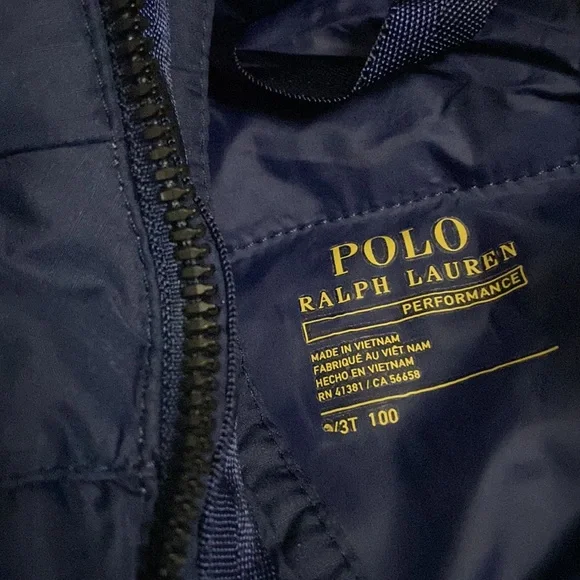 POLO
RALPH LAUREN
PERFORMANCE
MADE IN VIETNAM
FABRIQUÉ AU VIÊT NAM
HECHO EN VIETNAM
RN 41381 / CA 56658
/3T 100